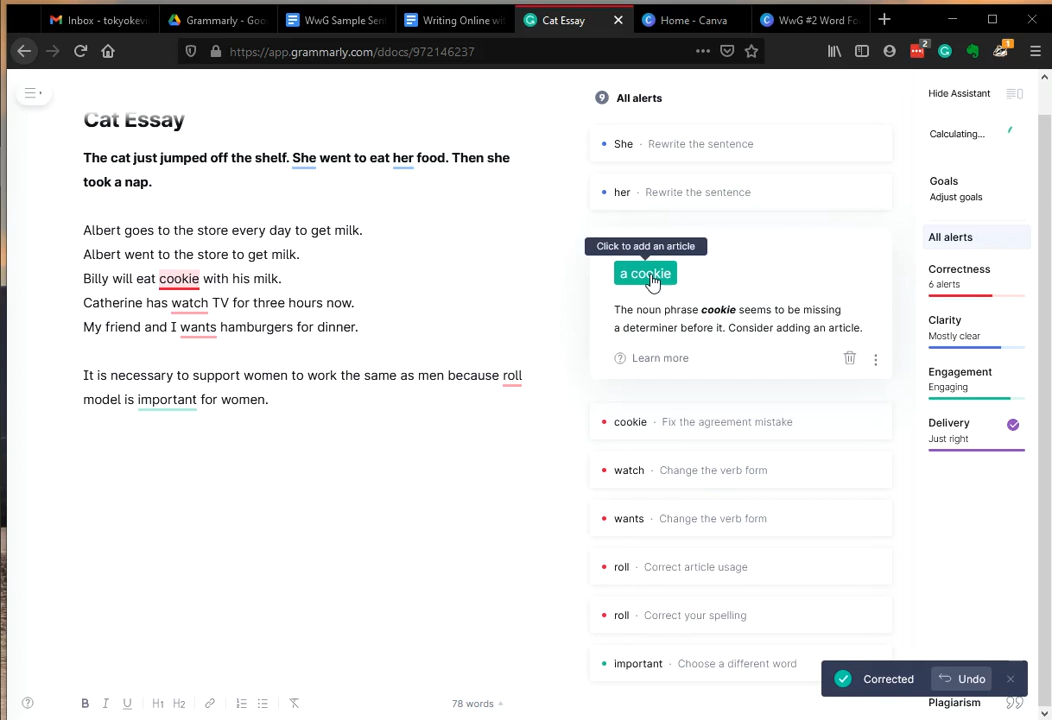 Inbox - tokyokevi
Grammarly - Goo
WwG Sample Sen
Writing Online wit
Cat Essay
Home - Canva
WwG #2 Word Fo
https://app.grammarly.com/ddocs/972146237
2
1
Cat Essay
The cat just jumped off the shelf. She went to eat her food. Then she
took a nap.
Albert goes to the store every day to get milk.
Albert went to the store to get milk.
Billy will eat cookie with his milk.
Catherine has watch TV for three hours now.
My friend and I wants hamburgers for dinner.
It is necessary to support women to work the same as men because roll
model is important for women.
B I U H1 H2
78 words
9 All alerts
She · Rewrite the sentence
her · Rewrite the sentence
Click to add an article
a cookie
The noun phrase cookie seems to be missing
a determiner before it. Consider adding an article.
Learn more
cookie · Fix the agreement mistake
watch · Change the verb form
wants · Change the verb form
roll · Correct article usage
roll · Correct your spelling
important · Choose a different word
Hide Assistant
Calculating...
Goals
Adjust goals
All alerts
Correctness
6 alerts
Clarity
Mostly clear
Engagement
Engaging
Delivery
Just right
Corrected Undo
Plagiarism